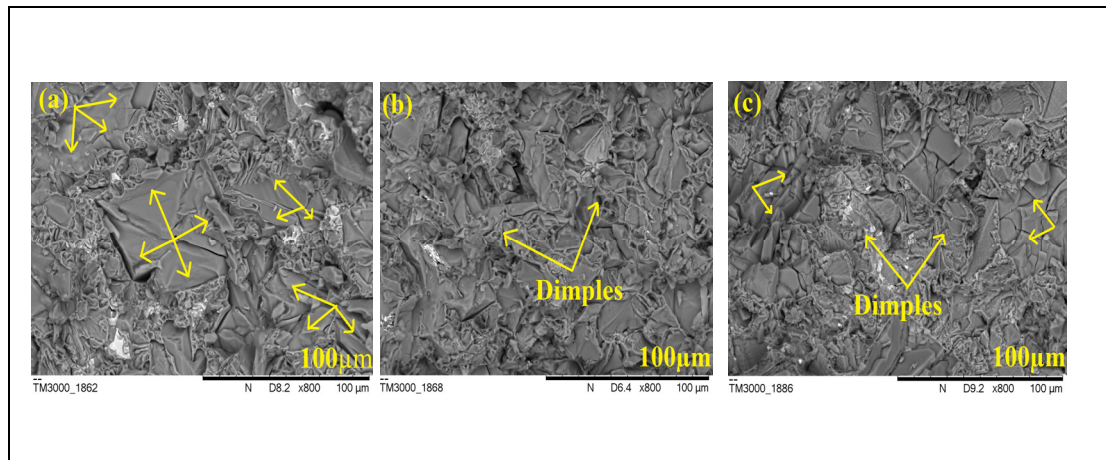 (a)
100µm
TM3000_1862
N D8.2 x800 100 µm
(b)
Dimples
100µm
TM3000_1868
N D6.4 x800 100 µm
(c)
Dimples
100µm
TM3000_1886
N D9.2 x800 100 µm